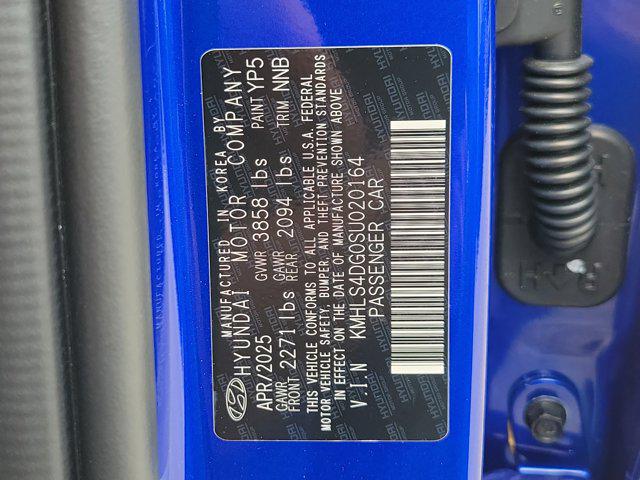 MANUFACTURED IN KOREA BY
HYUNDAI MOTOR COMPANY
APR/2025 GVWR 3858 lbs PAINT YP5
GAWR FRONT 2271 lbs GAWR REAR 2094 lbs TRIM NNB
THIS VEHICLE CONFORMS TO ALL APPLICABLE U.S.A. FEDERAL
MOTOR VEHICLE SAFETY, BUMPER, AND THEFT PREVENTION STANDARDS
IN EFFECT ON THE DATE OF MANUFACTURE SHOWN ABOVE
V.I.N KMHLS4DG0SU020164
PASSENGER CAR